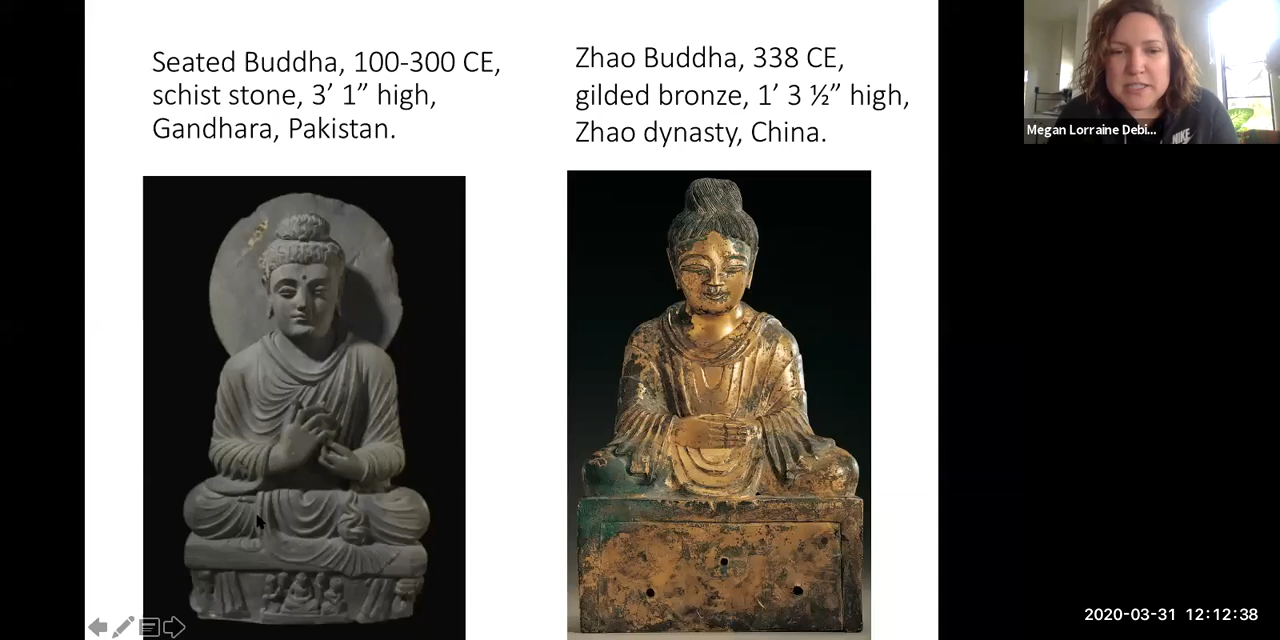 Seated Buddha, 100-300 CE,
schist stone, 3’ 1” high,
Gandhara, Pakistan.
Zhao Buddha, 338 CE,
gilded bronze, 1’ 3 ½” high,
Zhao dynasty, China.
Megan Lorraine Debi...
NIKE
2020-03-31 12:12:38